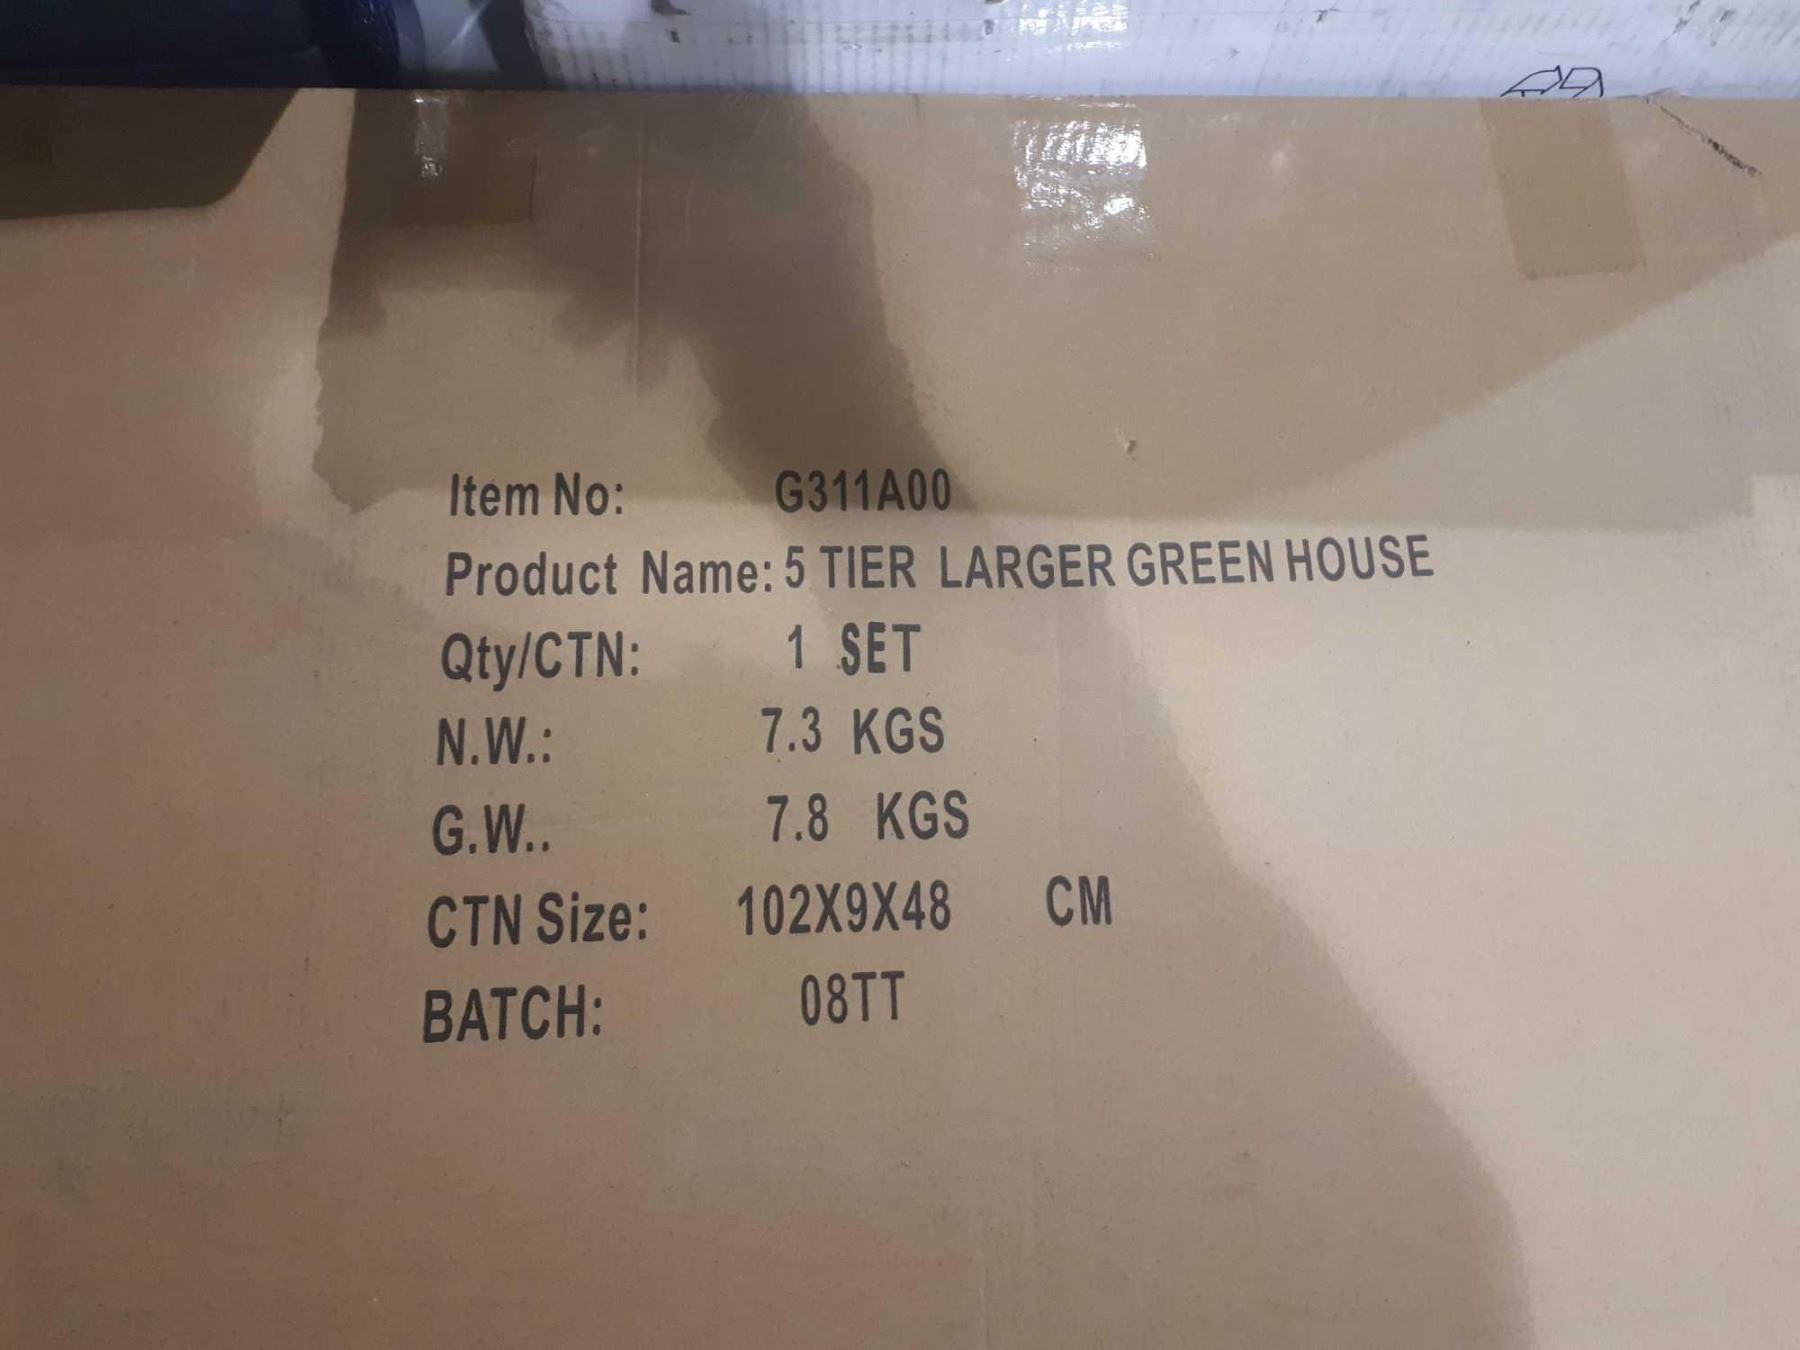 Item No: G311A00
Product Name: 5 TIER LARGER GREEN HOUSE
Qty/CTN: 1 SET
N.W.: 7.3 KGS
G.W.. 7.8 KGS
CTN Size: 102X9X48 CM
BATCH: 08TT